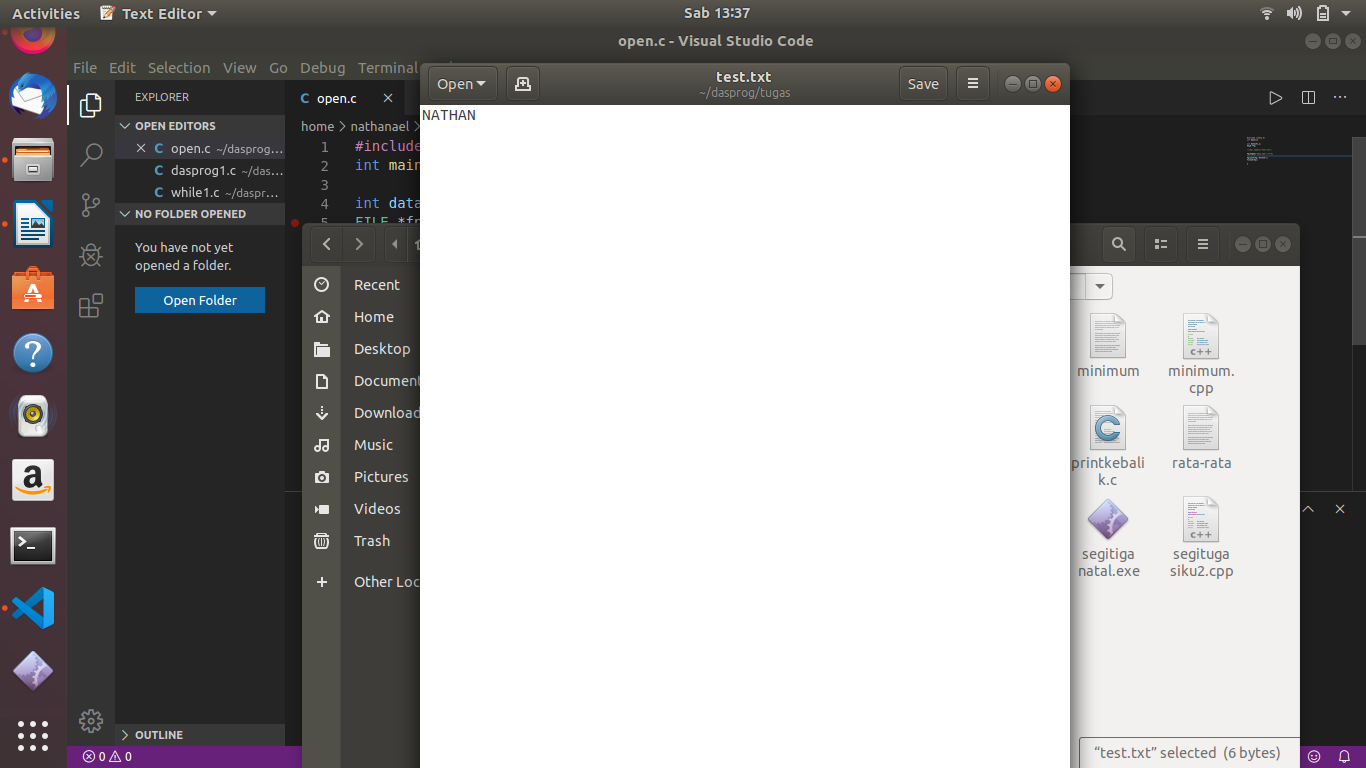 Activities
Text Editor
Sab 13:37
open.c - Visual Studio Code
File Edit Selection View Go Debug Terminal
Open
test.txt
~/dasprog/tugas
Save
NATHAN
EXPLORER
OPEN EDITORS
open.c ~/dasprog...
dasprog1.c ~/das...
while1.c ~/daspr...
NO FOLDER OPENED
You have not yet
opened a folder.
Open Folder
OUTLINE
0 0
open.c
home > nathanael >
1 #include
2 int main
3
4 int data
5 FILE *fp
Recent
Home
Desktop
Document
Download
Music
Pictures
Videos
Trash
Other Loc
minimum
minimum.
cpp
printkebali
k.c
rata-rata
segitiga
natal.exe
segituga
siku2.cpp
C++
C++
“test.txt” selected (6 bytes)